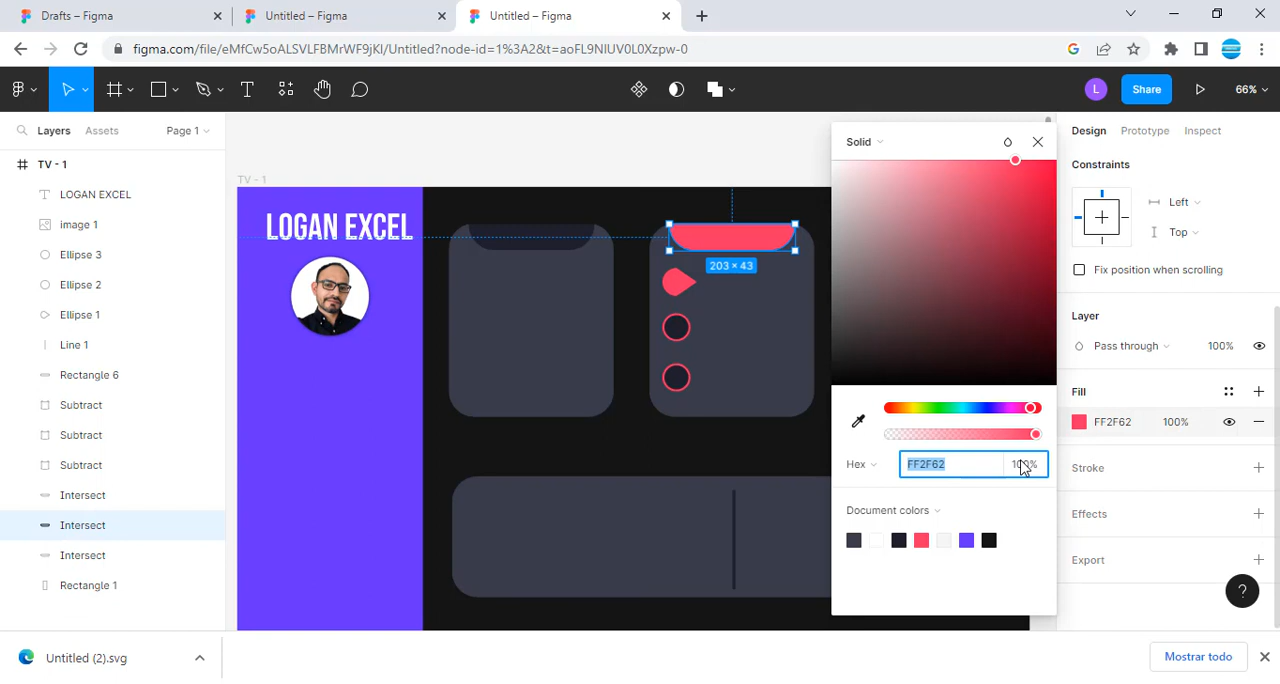 Drafts – Figma
Untitled – Figma
Untitled – Figma
figma.com/file/eMfCw5oALSVLFBMrWF9jKl/Untitled?node-id=1%3A2&t=aoFL9NIUV0L0Xzpw-0
L
Share
66%
Layers
Assets
Page 1
TV - 1
LOGAN EXCEL
image 1
Ellipse 3
Ellipse 2
Ellipse 1
Line 1
Rectangle 6
Subtract
Subtract
Subtract
Intersect
Intersect
Intersect
Rectangle 1
TV - 1
LOGAN EXCEL
203 × 43
Solid
Hex
FF2F62
Document colors
Design
Prototype
Inspect
Constraints
Left
Top
Fix position when scrolling
Layer
Pass through
100%
Fill
FF2F62
100%
Stroke
Effects
Export
?
Untitled (2).svg
Mostrar todo